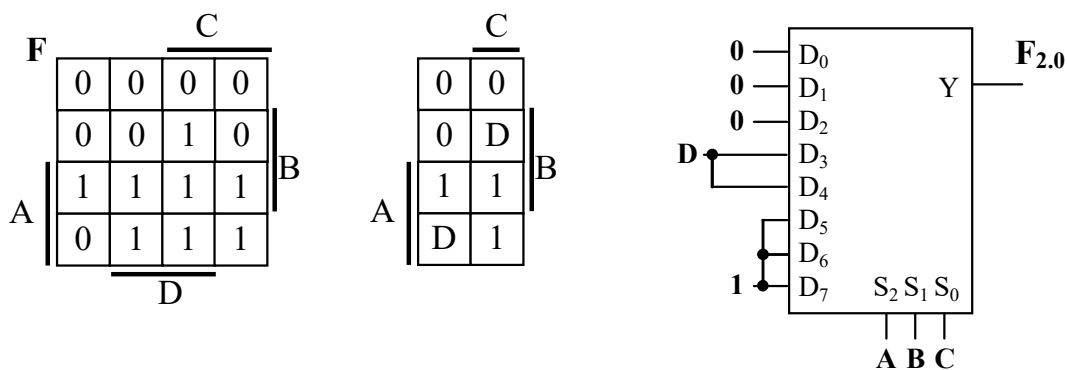 F
C
0 0 0 0
0 0 1 0
1 1 1 1
0 1 1 1
A
B
D
C
0 0
0 D
1 1
D 1
A
B
0 D₀
0 D₁
0 D₂
D D₃
D₄
D₅
D₆
1 D₇
Y
F₂.₀
S₂ S₁ S₀
A B C